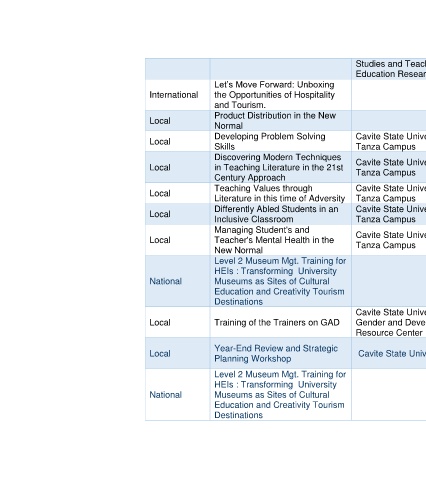 Studies and Teach
Education Resear
International
Let's Move Forward: Unboxing
the Opportunities of Hospitality
and Tourism.
Local
Product Distribution in the New
Normal
Local
Developing Problem Solving
Skills
Cavite State Unive
Tanza Campus
Local
Discovering Modern Techniques
in Teaching Literature in the 21st
Century Approach
Cavite State Unive
Tanza Campus
Local
Teaching Values through
Literature in this time of Adversity
Cavite State Unive
Tanza Campus
Local
Differently Abled Students in an
Inclusive Classroom
Cavite State Unive
Tanza Campus
Local
Managing Student's and
Teacher's Mental Health in the
New Normal
Cavite State Unive
Tanza Campus
National
Level 2 Museum Mgt. Training for
HEIs : Transforming University
Museums as Sites of Cultural
Education and Creativity Tourism
Destinations
Local
Training of the Trainers on GAD
Cavite State Unive
Gender and Deve
Resource Center
Local
Year-End Review and Strategic
Planning Workshop
Cavite State Univ
National
Level 2 Museum Mgt. Training for
HEIs : Transforming University
Museums as Sites of Cultural
Education and Creativity Tourism
Destinations